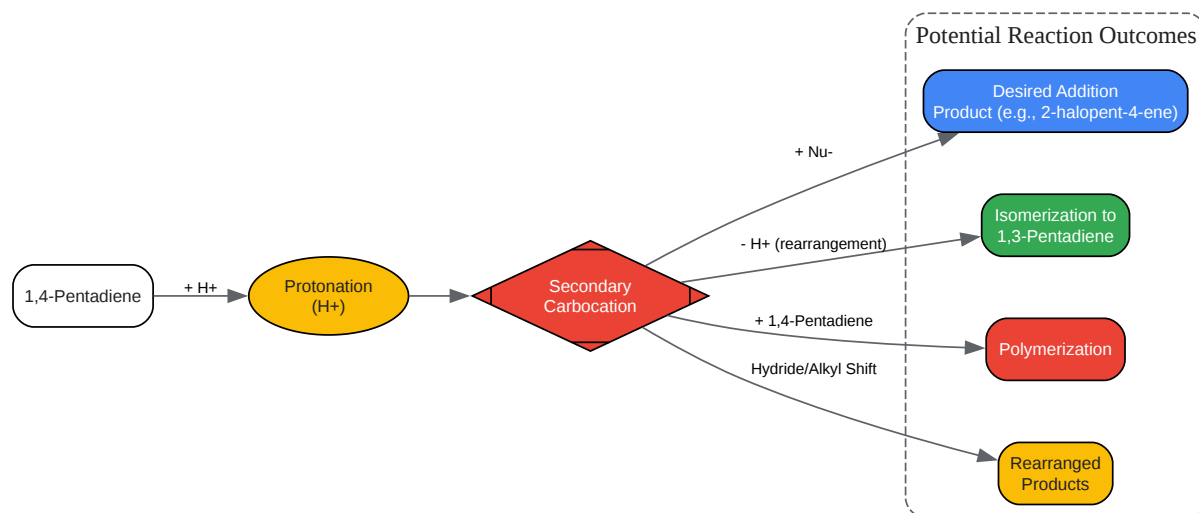 Potential Reaction Outcomes
Desired Addition
Product (e.g., 2-halopent-4-ene)
+ Nu-
Isomerization to
1,3-Pentadiene
- H+ (rearrangement)
1,4-Pentadiene
+ H+
Protonation
(H+)
Secondary
Carbocation
+ 1,4-Pentadiene
Polymerization
Hydride/Alkyl Shift
Rearranged
Products